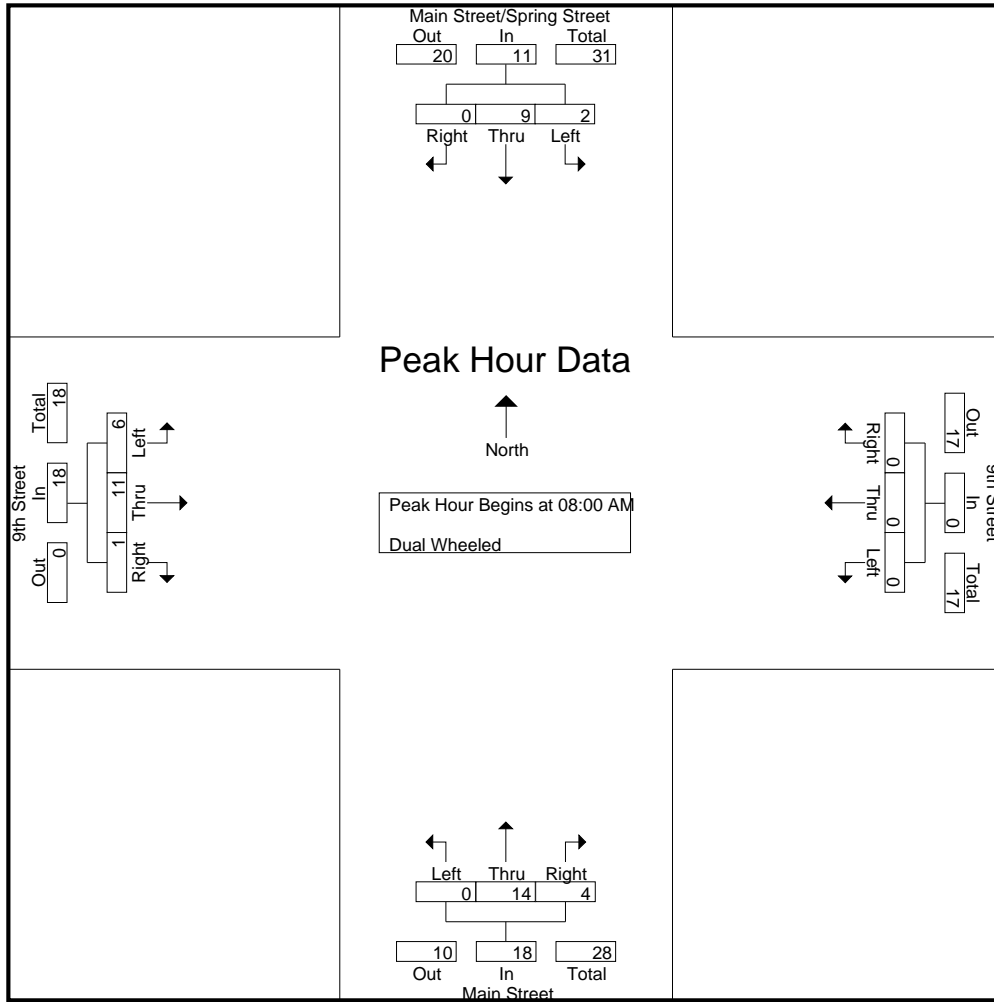 Main Street/Spring Street
Out In Total
20 11 31
0 9 2
Right Thru Left
Peak Hour Data
North
Peak Hour Begins at 08:00 AM
Dual Wheeled
9th Street
Out In Total
0 18 18
Right Thru Left
1 11 6
9th Street
Out In Total
17 0 17
Right Thru Left
0 0 0
Left Thru Right
0 14 4
10 18 28
Out In Total
Main Street